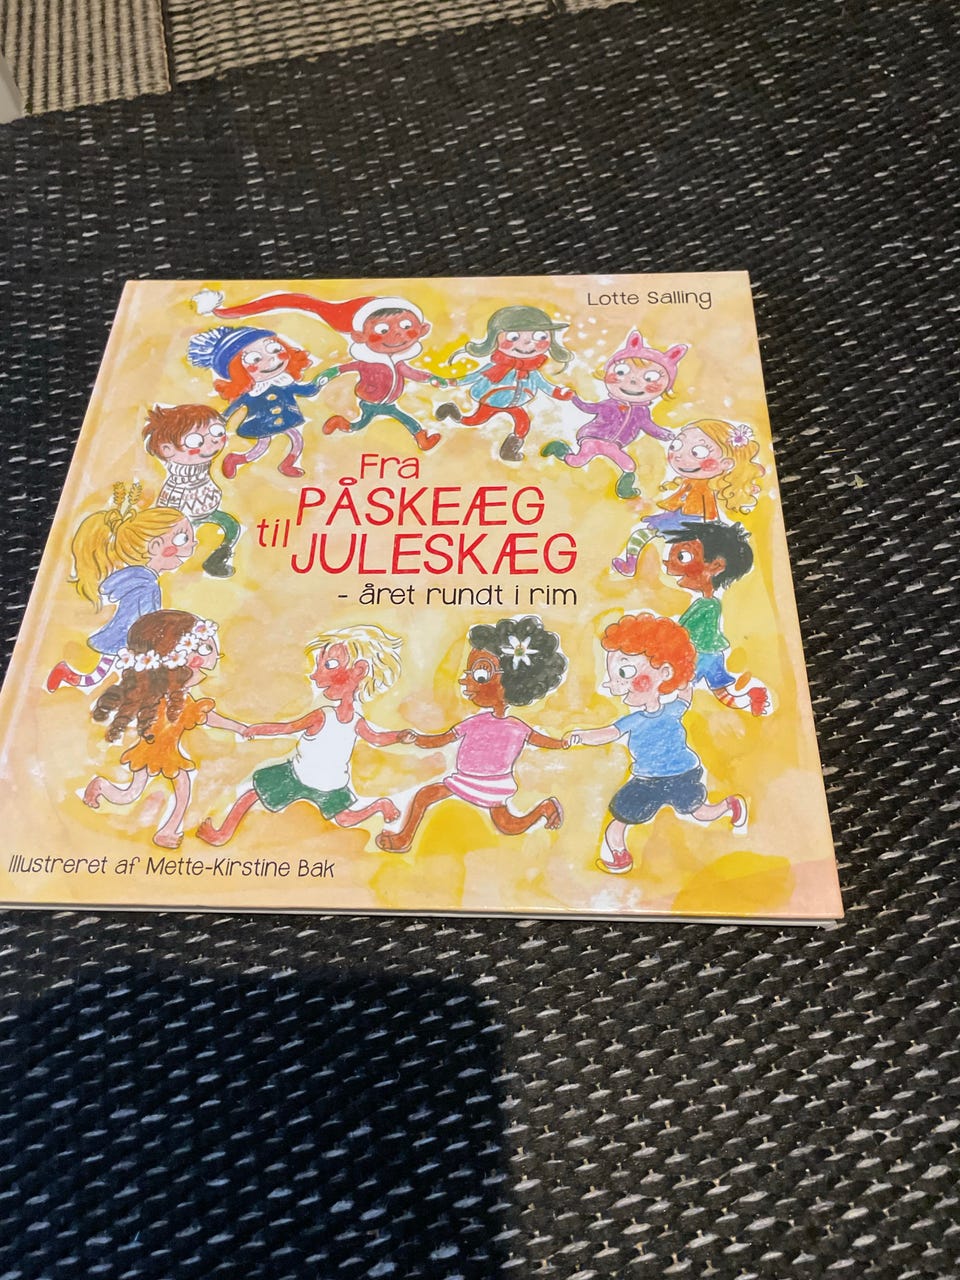 Lotte Salling
Fra
PÅSKEÆG
til JULESKÆG
- året rundt i rim
Illustreret af Mette-Kirstine Bak